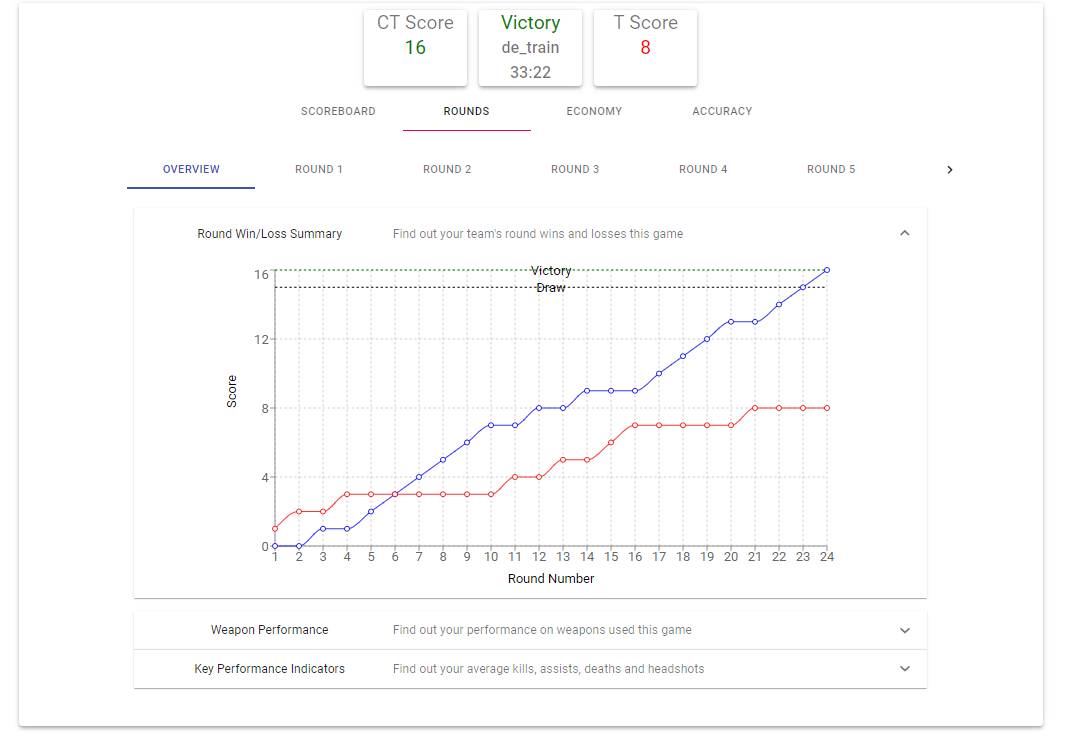 CT Score
16
Victory
de_train
33:22
T Score
8
SCOREBOARD ROUNDS ECONOMY ACCURACY
OVERVIEW ROUND 1 ROUND 2 ROUND 3 ROUND 4 ROUND 5
Round Win/Loss Summary Find out your team's round wins and losses this game
Victory
Draw
16
12
8
4
0
Score
1 2 3 4 5 6 7 8 9 10 11 12 13 14 15 16 17 18 19 20 21 22 23 24
Round Number
Weapon Performance Find out your performance on weapons used this game
Key Performance Indicators Find out your average kills, assists, deaths and headshots